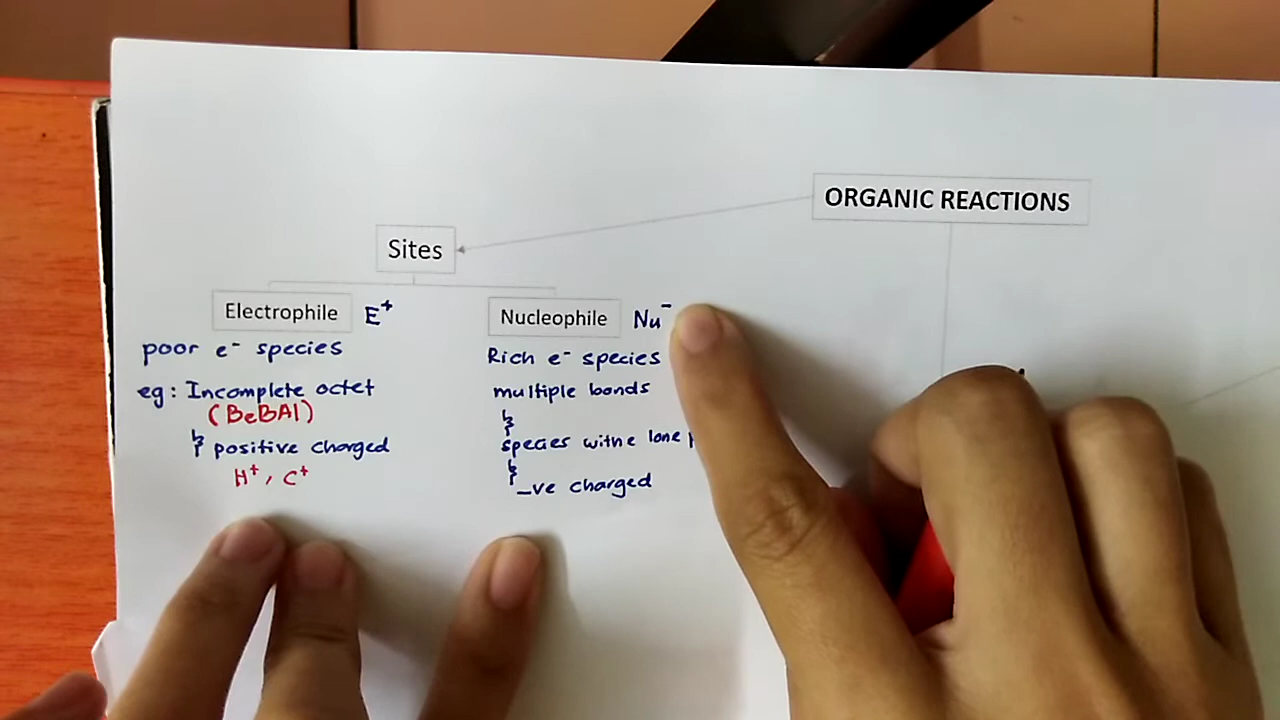 ORGANIC REACTIONS
Sites
Electrophile E⁺
poor e⁻ species
eg: Incomplete octet
(BeBAl)
& positive charged
H⁺, C⁺
Nucleophile Nu⁻
Rich e⁻ species
multiple bonds
&
species with e lone
&
-ve charged